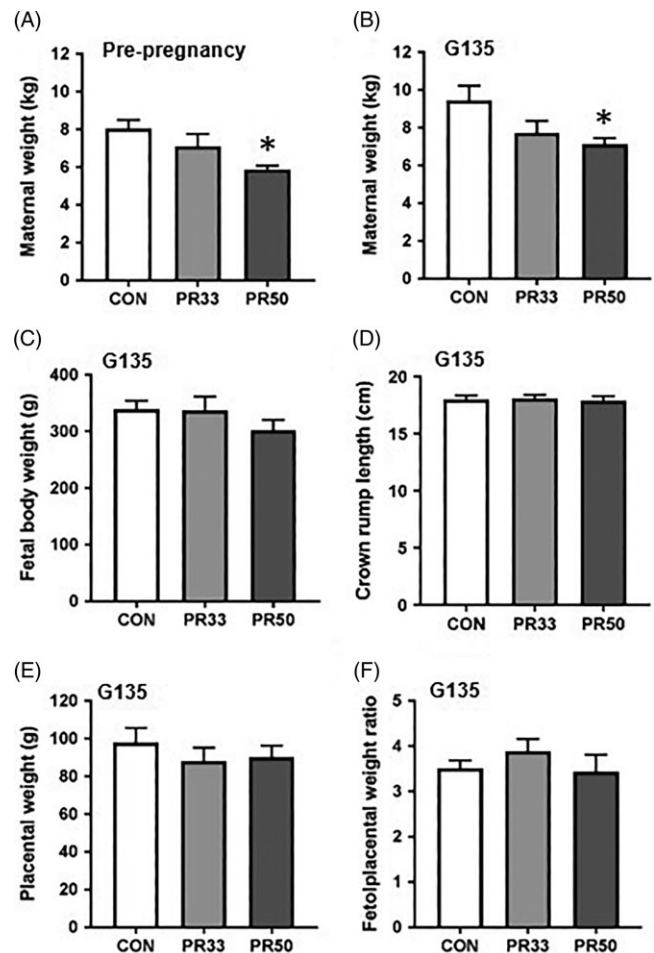 (A)
Pre-pregnancy
Maternal weight (kg)
12
10
8
6
4
2
0
*
CON PR33 PR50
(B)
G135
Maternal weight (kg)
12
10
8
6
4
2
0
*
CON PR33 PR50
(C)
G135
Fetal body weight (g)
400
300
200
100
0
CON PR33 PR50
(D)
G135
Crown rump length (cm)
20
15
10
5
0
CON PR33 PR50
(E)
G135
Placental weight (g)
120
100
80
60
40
20
0
CON PR33 PR50
(F)
G135
Fetolplacental weight ratio
5
4
3
2
1
0
CON PR33 PR50